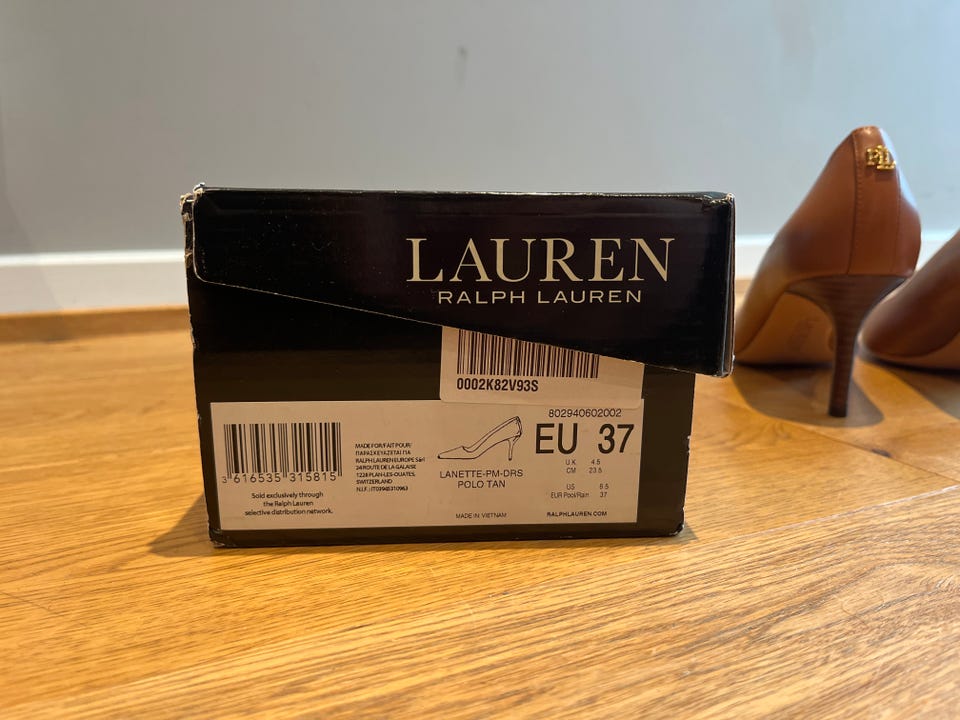 LAUREN
RALPH LAUREN
0002K82V93S
802940602002
EU 37
UK 4.5
CM 23.5
US 6.5
EUR Pool/Rain 37
RALPHLAUREN.COM
LANETTE-PM-DRS
POLO TAN
MADE IN VIETNAM
MADE FOR/FAIT POUR/
ΠΑΡΑΣΚΕΥΑΖΕΤΑΙ ΓΙΑ
RALPH LAUREN EUROPE Sàrl
24 ROUTE DE LA GALAISE
1228 PLAN-LES-OUATES,
SWITZERLAND
N.I.F.: IT03945310963
3 616535 315815
Sold exclusively through
the Ralph Lauren
selective distribution network.